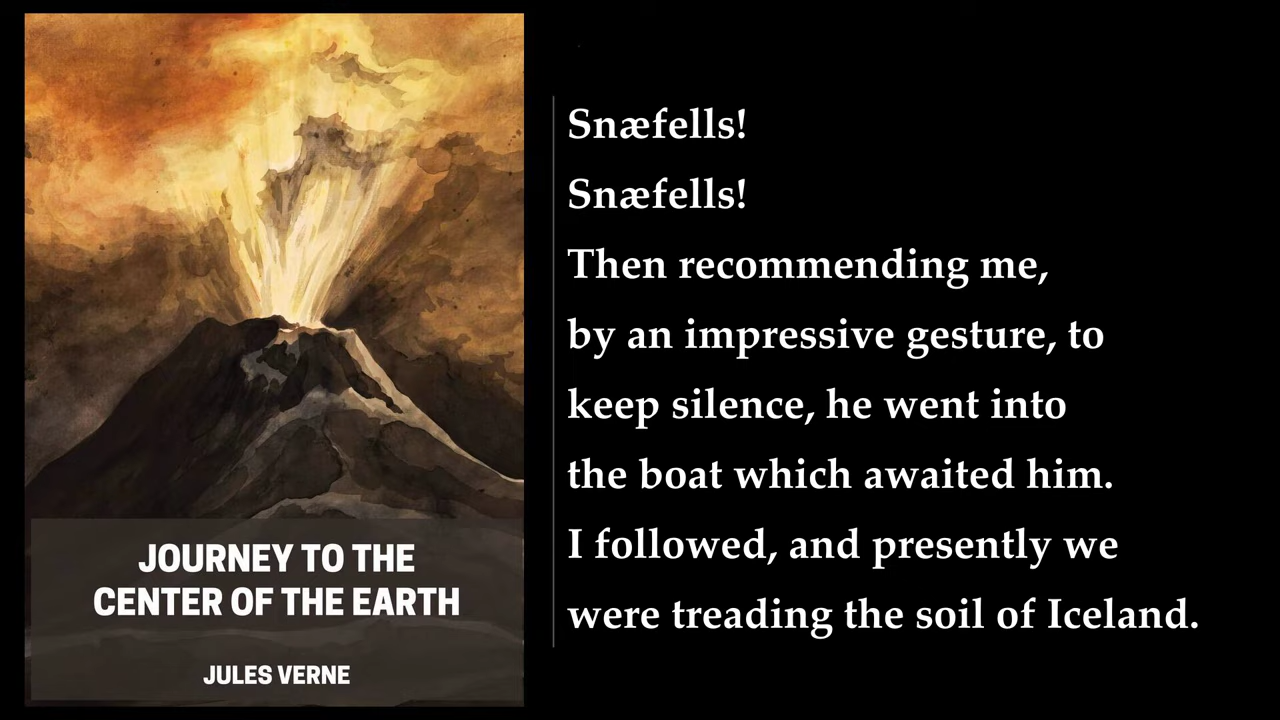 JOURNEY TO THE
CENTER OF THE EARTH
JULES VERNE
Snæfells!
Snæfells!
Then recommending me,
by an impressive gesture, to
keep silence, he went into
the boat which awaited him.
I followed, and presently we
were treading the soil of Iceland.